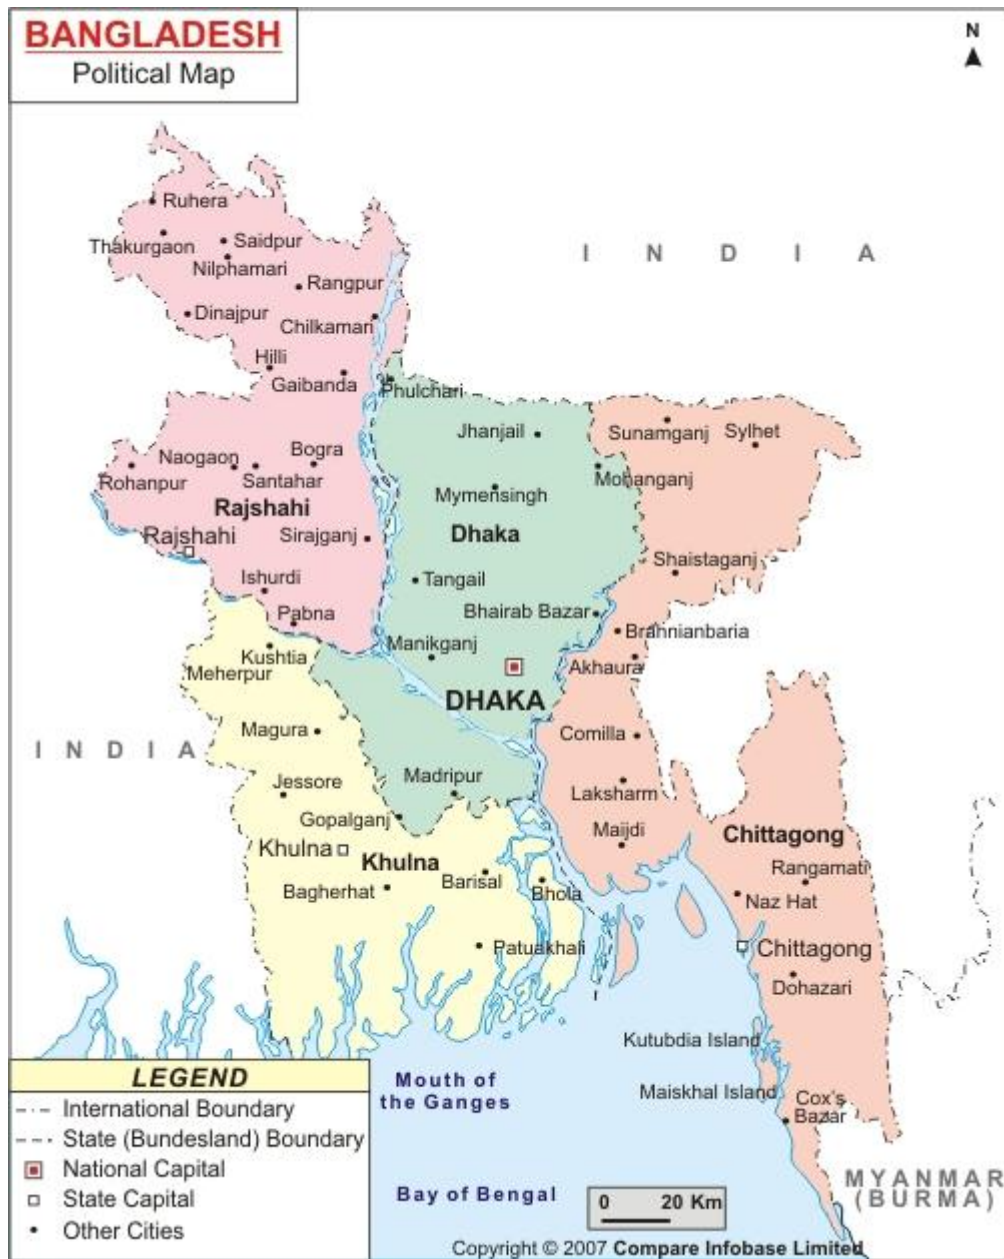 BANGLADESH
Political Map
N
Ruhera
Thakurgaon
Saidpur
Nilphamari
I N D I A
Rangpur
Dinajpur
Chilkamari
Hilli
Gaibanda
Phulchari
Jhanjail
Sunamganj
Sylhet
Naogaon
Bogra
Rohanpur
Santahar
Mohanganj
Mymensingh
Rajshahi
Rajshahi
Sirajganj
Dhaka
Shaistaganj
Ishurdi
Tangail
Pabna
Bhairab Bazar
Brahnianbaria
Kushtia
Manikganj
Akhaura
Meherpur
DHAKA
Magura
Comilla
I N D I A
Jessore
Madripur
Laksharm
Gopalganj
Maijdi
Chittagong
Khulna
Khulna
Rangamati
Bagherhat
Barisal
Bhola
Naz Hat
Patuakhali
Chittagong
Dohazari
Kutubdia Island
Maiskhal Island
Cox's
Bazar
Mouth of
the Ganges
LEGEND
International Boundary
State (Bundesland) Boundary
National Capital
State Capital
Other Cities
Bay of Bengal
0 20 Km
MYANMAR
(BURMA)
Copyright © 2007 Compare Infobase Limited